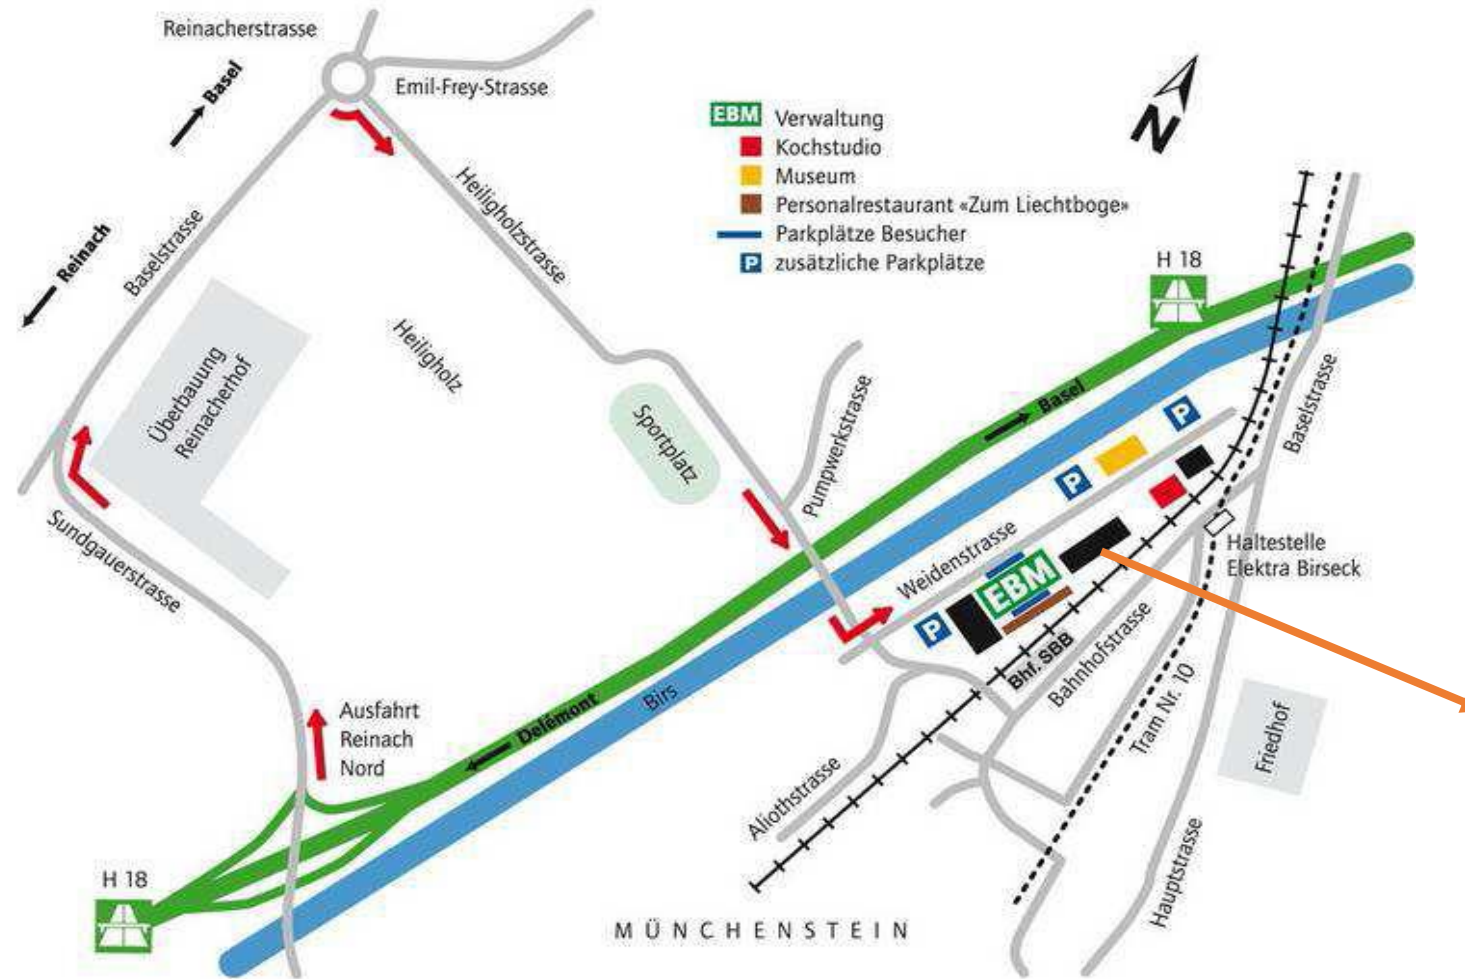 Reinacherstrasse
Basel
Emil-Frey-Strasse
EBM Verwaltung
Kochstudio
Museum
Personalrestaurant «Zum Liechtboge»
Parkplätze Besucher
P zusätzliche Parkplätze
N
H 18
Reinach
Baselstrasse
Heiligholzstrasse
Heiligholz
Überbauung
Reinacherhof
Sportplatz
Pumpwerkstrasse
Basel
Baselstrasse
P
P
Sundgauerstrasse
Weidenstrasse
Haltestelle
Elektra Birseck
EBM
P
Bhf. SBB
Bahnhofstrasse
Birs
Delémont
Ausfahrt
Reinach
Nord
Tram Nr. 10
Friedhof
Aliothstrasse
Hauptstrasse
H 18
MÜNCHENSTEIN